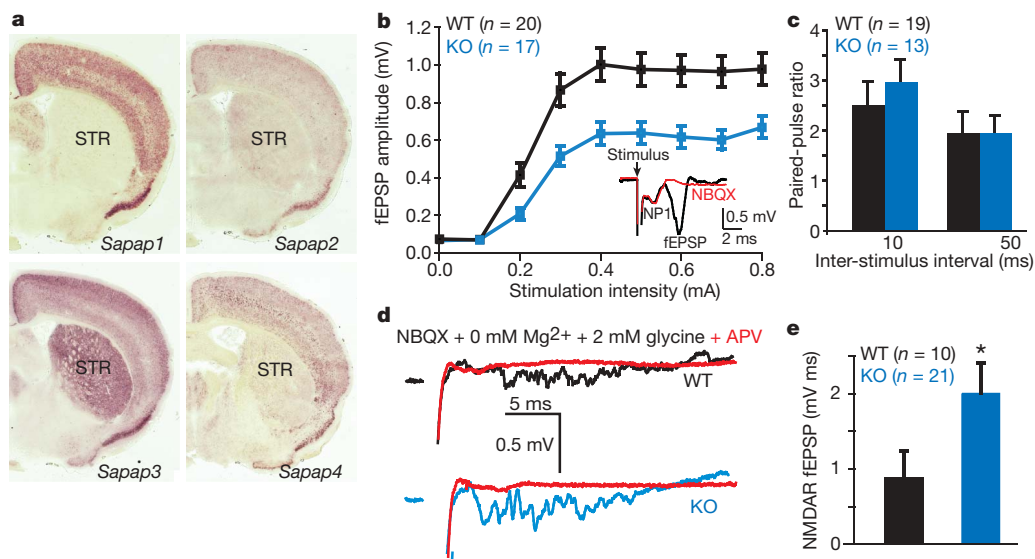 a
STR
Sapap1
STR
Sapap2
STR
Sapap3
STR
Sapap4
b
WT (n = 20)
KO (n = 17)
fEPSP amplitude (mV)
1.2
1.0
0.8
0.6
0.4
0.2
0.0
0.0 0.2 0.4 0.6 0.8
Stimulation intensity (mA)
Stimulus
NBQX
NP1
fEPSP
0.5 mV
2 ms
c
WT (n = 19)
KO (n = 13)
Paired-pulse ratio
4
3
2
1
0
10 50
Inter-stimulus interval (ms)
d
NBQX + 0 mM Mg2+ + 2 mM glycine + APV
WT
5 ms
0.5 mV
KO
e
WT (n = 10)
KO (n = 21)
*
NMDAR fEPSP (mV ms)
2
1
0